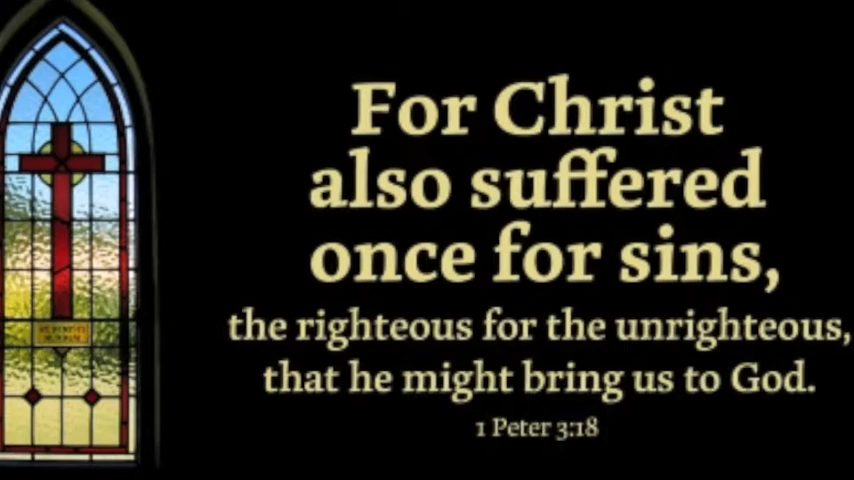 For Christ
also suffered
once for sins,
the righteous for the unrighteous,
that he might bring us to God.
1 Peter 3:18